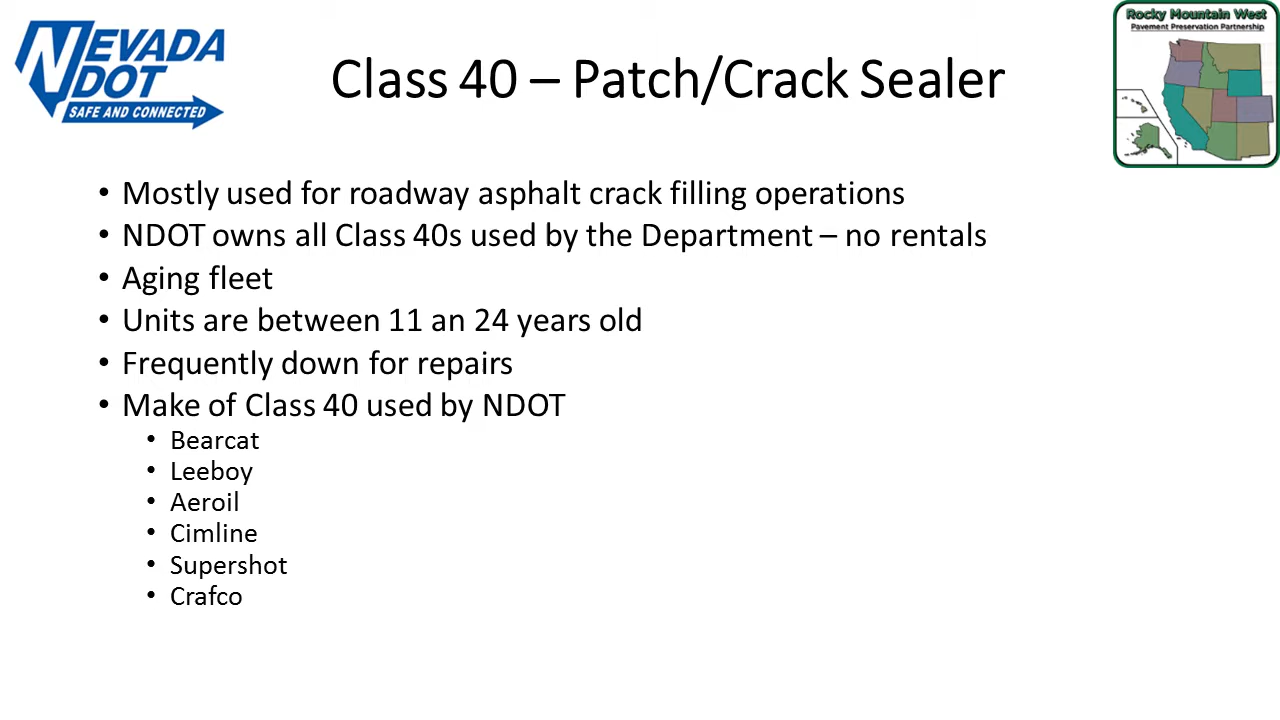 NEVADA
DOT
SAFE AND CONNECTED
Class 40 – Patch/Crack Sealer
Rocky Mountain West
Pavement Preservation Partnership
• Mostly used for roadway asphalt crack filling operations
• NDOT owns all Class 40s used by the Department – no rentals
• Aging fleet
• Units are between 11 an 24 years old
• Frequently down for repairs
• Make of Class 40 used by NDOT
• Bearcat
• Leeboy
• Aeroil
• Cimline
• Supershot
• Crafco